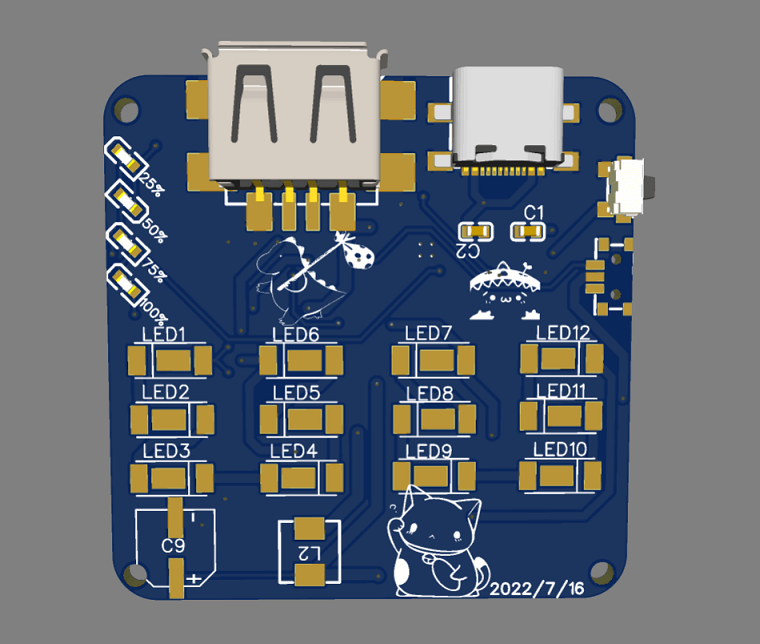 25%
50%
75%
100%
C1
C2
LED1
LED6
LED7
LED12
LED2
LED5
LED8
LED11
LED3
LED4
LED9
LED10
C9
L2
2022/7/16